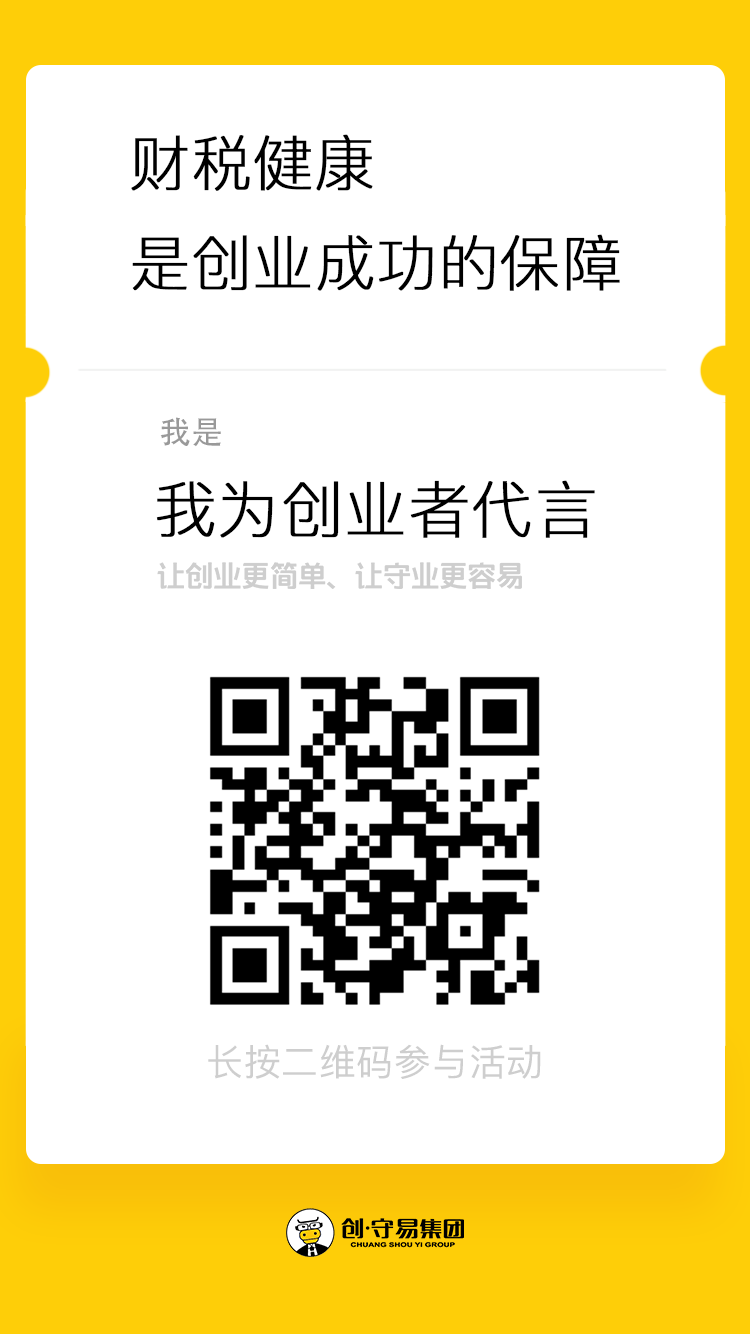 财税健康
是创业成功的保障
我是
我为创业者代言
让创业更简单、让守业更容易
长按二维码参与活动
创·守易集团
CHUANG SHOU YI GROUP